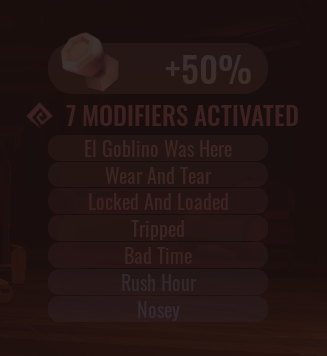 +50%
7 MODIFIERS ACTIVATED
El Goblino Was Here
Wear And Tear
Locked And Loaded
Tripped
Bad Time
Rush Hour
Nosey